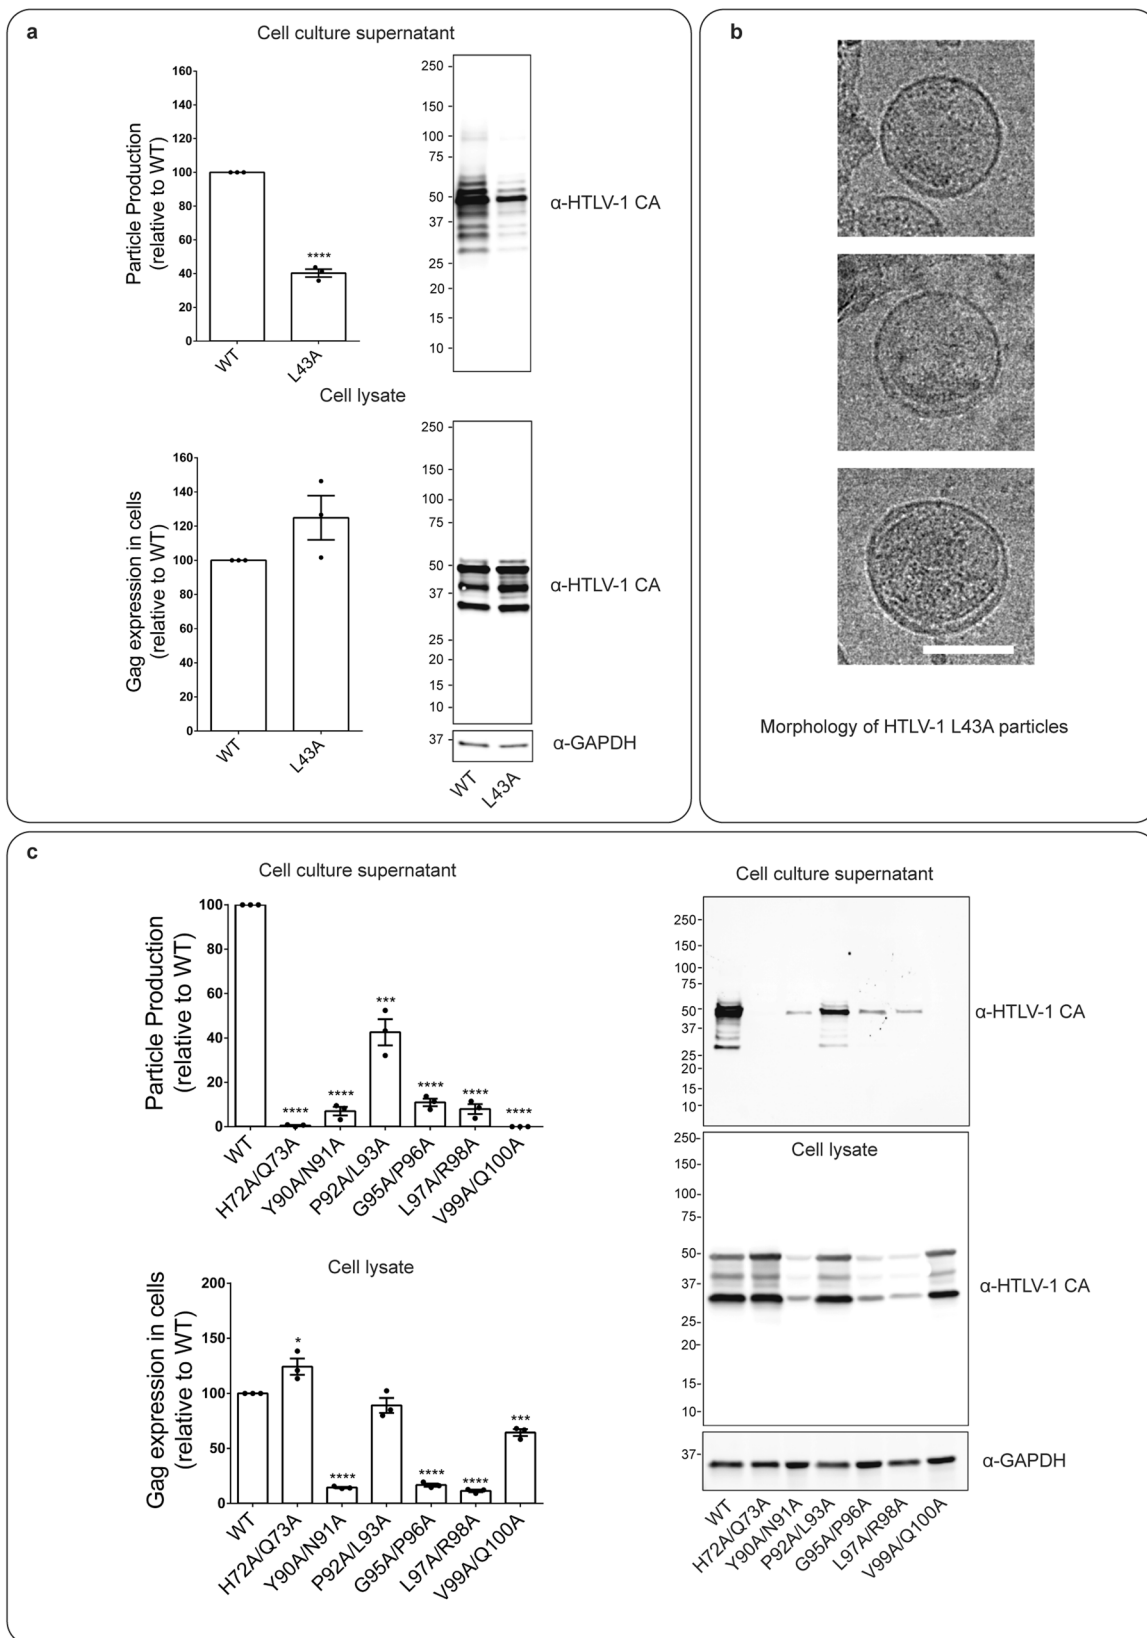 a
Cell culture supernatant
Particle Production
(relative to WT)
160
140
120
100
80
60
40
20
0
****
WT
L43A
250
150
100
75
50
37
25
20
15
10
α-HTLV-1 CA
Cell lysate
Gag expression in cells
(relative to WT)
160
140
120
100
80
60
40
20
0
WT
L43A
250
150
100
75
50
37
25
20
15
10
α-HTLV-1 CA
37
α-GAPDH
WT
L43A
b
Morphology of HTLV-1 L43A particles
c
Cell culture supernatant
Particle Production
(relative to WT)
100
80
60
40
20
0
****
****
***
****
****
****
WT
H72A/Q73A
Y90A/N91A
P92A/L93A
G95A/P96A
L97A/R98A
V99A/Q100A
Cell lysate
Gag expression in cells
(relative to WT)
200
150
100
50
0
*
****
****
****
***
WT
H72A/Q73A
Y90A/N91A
P92A/L93A
G95A/P96A
L97A/R98A
V99A/Q100A
Cell culture supernatant
250
150
100
75
50
37
25
20
15
10
α-HTLV-1 CA
Cell lysate
250
150
100
75
50
37
25
20
15
10
α-HTLV-1 CA
37
α-GAPDH
WT
H72A/Q73A
Y90A/N91A
P92A/L93A
G95A/P96A
L97A/R98A
V99A/Q100A